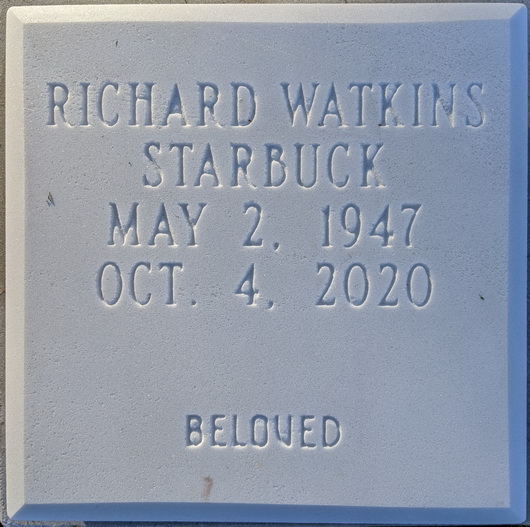 RICHARD WATKINS
STARBUCK
MAY 2, 1947
OCT. 4, 2020
BELOVED